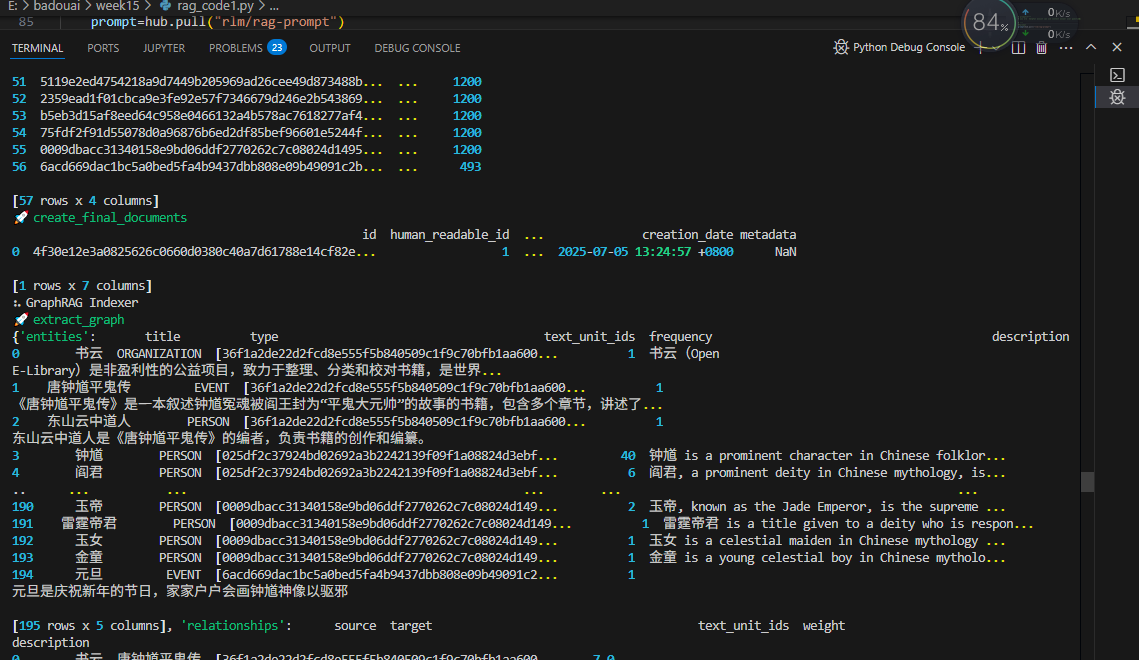 E: > badouai > week15 > rag_code1.py > ...
85 prompt=hub.pull("rlm/rag-prompt")
84%
0K/s
0K/s
TERMINAL PORTS JUPYTER PROBLEMS 23 OUTPUT DEBUG CONSOLE Python Debug Console
51 5119e2ed4754218a9d7449b205969ad26cee49d873488b... ... 1200
52 2359ead1f01cbca9e3fe92e57f7346679d246e2b543869... ... 1200
53 b5eb3d15af8eed64c958e0466132a4b578ac7618277af4... ... 1200
54 75fdf2f91d55078d0a96876b6ed2df85bef96601e5244f... ... 1200
55 0009dbacc31340158e9bd06ddf2770262c7c08024d1495... ... 1200
56 6acd669dac1bc5a0bed5fa4b9437dbb808e09b49091c2b... ... 493
[57 rows x 4 columns]
🚀 create_final_documents
id human_readable_id ... creation_date metadata
0 4f30e12e3a0825626c0660d0380c40a7d61788e14cf82e... 1 ... 2025-07-05 13:24:57 +0800 NaN
[1 rows x 7 columns]
⠦ GraphRAG Indexer
🚀 extract_graph
{'entities': title type text_unit_ids frequency description
0 书云 ORGANIZATION [36f1a2de22d2fcd8e555f5b840509c1f9c70bfb1aa600... 1 书云（Open
E-Library）是非盈利性的公益项目，致力于整理、分类和校对书籍，是世界...
1 唐钟馗平鬼传 EVENT [36f1a2de22d2fcd8e555f5b840509c1f9c70bfb1aa600... 1
《唐钟馗平鬼传》是一本叙述钟馗冤魂被阎王封为“平鬼大元帅”的故事的书籍，包含多个章节，讲述了...
2 东山云中道人 PERSON [36f1a2de22d2fcd8e555f5b840509c1f9c70bfb1aa600... 1
东山云中道人是《唐钟馗平鬼传》的编者，负责书籍的创作和编纂。
3 钟馗 PERSON [025df2c37924bd02692a3b2242139f09f1a08824d3ebf... 40 钟馗 is a prominent character in Chinese folklor...
4 阎君 PERSON [025df2c37924bd02692a3b2242139f09f1a08824d3ebf... 6 阎君, a prominent deity in Chinese mythology, is...
.. ... ... ... ... ...
190 玉帝 PERSON [0009dbacc31340158e9bd06ddf2770262c7c08024d149... 2 玉帝, known as the Jade Emperor, is the supreme ...
191 雷霆帝君 PERSON [0009dbacc31340158e9bd06ddf2770262c7c08024d149... 1 雷霆帝君 is a title given to a deity who is respon...
192 玉女 PERSON [0009dbacc31340158e9bd06ddf2770262c7c08024d149... 1 玉女 is a celestial maiden in Chinese mythology ...
193 金童 PERSON [0009dbacc31340158e9bd06ddf2770262c7c08024d149... 1 金童 is a young celestial boy in Chinese mytholo...
194 元旦 EVENT [6acd669dac1bc5a0bed5fa4b9437dbb808e09b49091c2... 1
元旦是庆祝新年的节日，家家户户会画钟馗神像以驱邪
[195 rows x 5 columns], 'relationships': source target text_unit_ids weight
description
0 书云 唐钟馗平鬼传 [36f1a2de22d2fcd8e555f5b840509c1f9c70bfb1aa600... 7.0